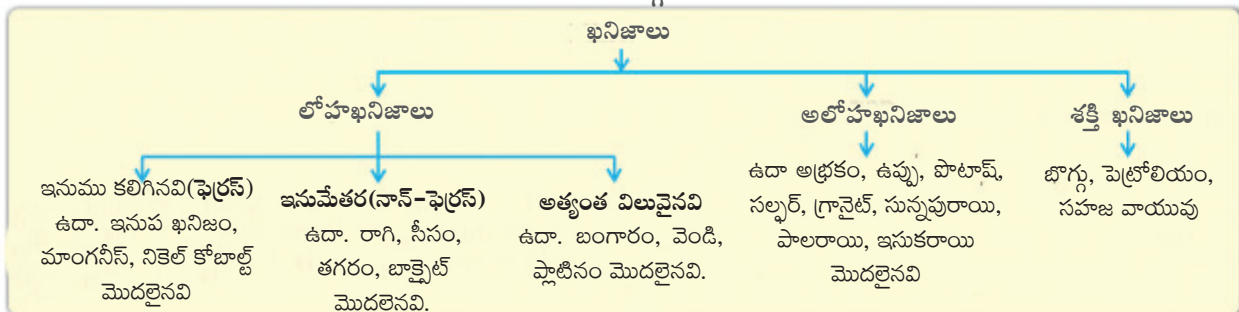 ఖనిజాలు
లోహఖనిజాలు
అలోహఖనిజాలు
శక్తి ఖనిజాలు
ఇనుము కలిగినవి(ఫెర్రస్)
ఉదా. ఇనుప ఖనిజం,
మాంగనీస్, నికెల్ కోబాల్ట్
మొదలైనవి
ఇనుమేతర(నాన్-ఫెర్రస్)
ఉదా. రాగి, సీసం,
తగరం, బాక్సైట్
మొదలైనవి.
అత్యంత విలువైనవి
ఉదా. బంగారం, వెండి,
ప్లాటినం మొదలైనవి.
ఉదా అభ్రకం, ఉప్పు, పొటాష్,
సల్ఫర్, గ్రానైట్, సున్నపురాయి,
పాలరాయి, ఇసుకరాయి
మొదలైనవి
బొగ్గు, పెట్రోలియం,
సహజ వాయువు